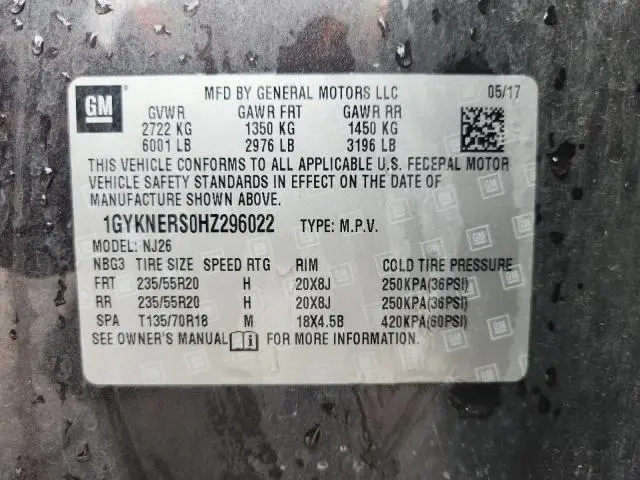 GM
MFD BY GENERAL MOTORS LLC 05/17
GVWR GAWR FRT GAWR RR
2722 KG 1350 KG 1450 KG
6001 LB 2976 LB 3196 LB
THIS VEHICLE CONFORMS TO ALL APPLICABLE U.S. FEDERAL MOTOR
VEHICLE SAFETY STANDARDS IN EFFECT ON THE DATE OF
MANUFACTURE SHOWN ABOVE.
1GYKNERS0HZ296022 TYPE: M.P.V.
MODEL: NJ26
NBG3 TIRE SIZE SPEED RTG RIM COLD TIRE PRESSURE
FRT 235/55R20 H 20X8J 250KPA(36PSI)
RR 235/55R20 H 20X8J 250KPA(36PSI)
SPA T135/70R18 M 18X4.5B 420KPA(60PSI)
SEE OWNER'S MANUAL FOR MORE INFORMATION.